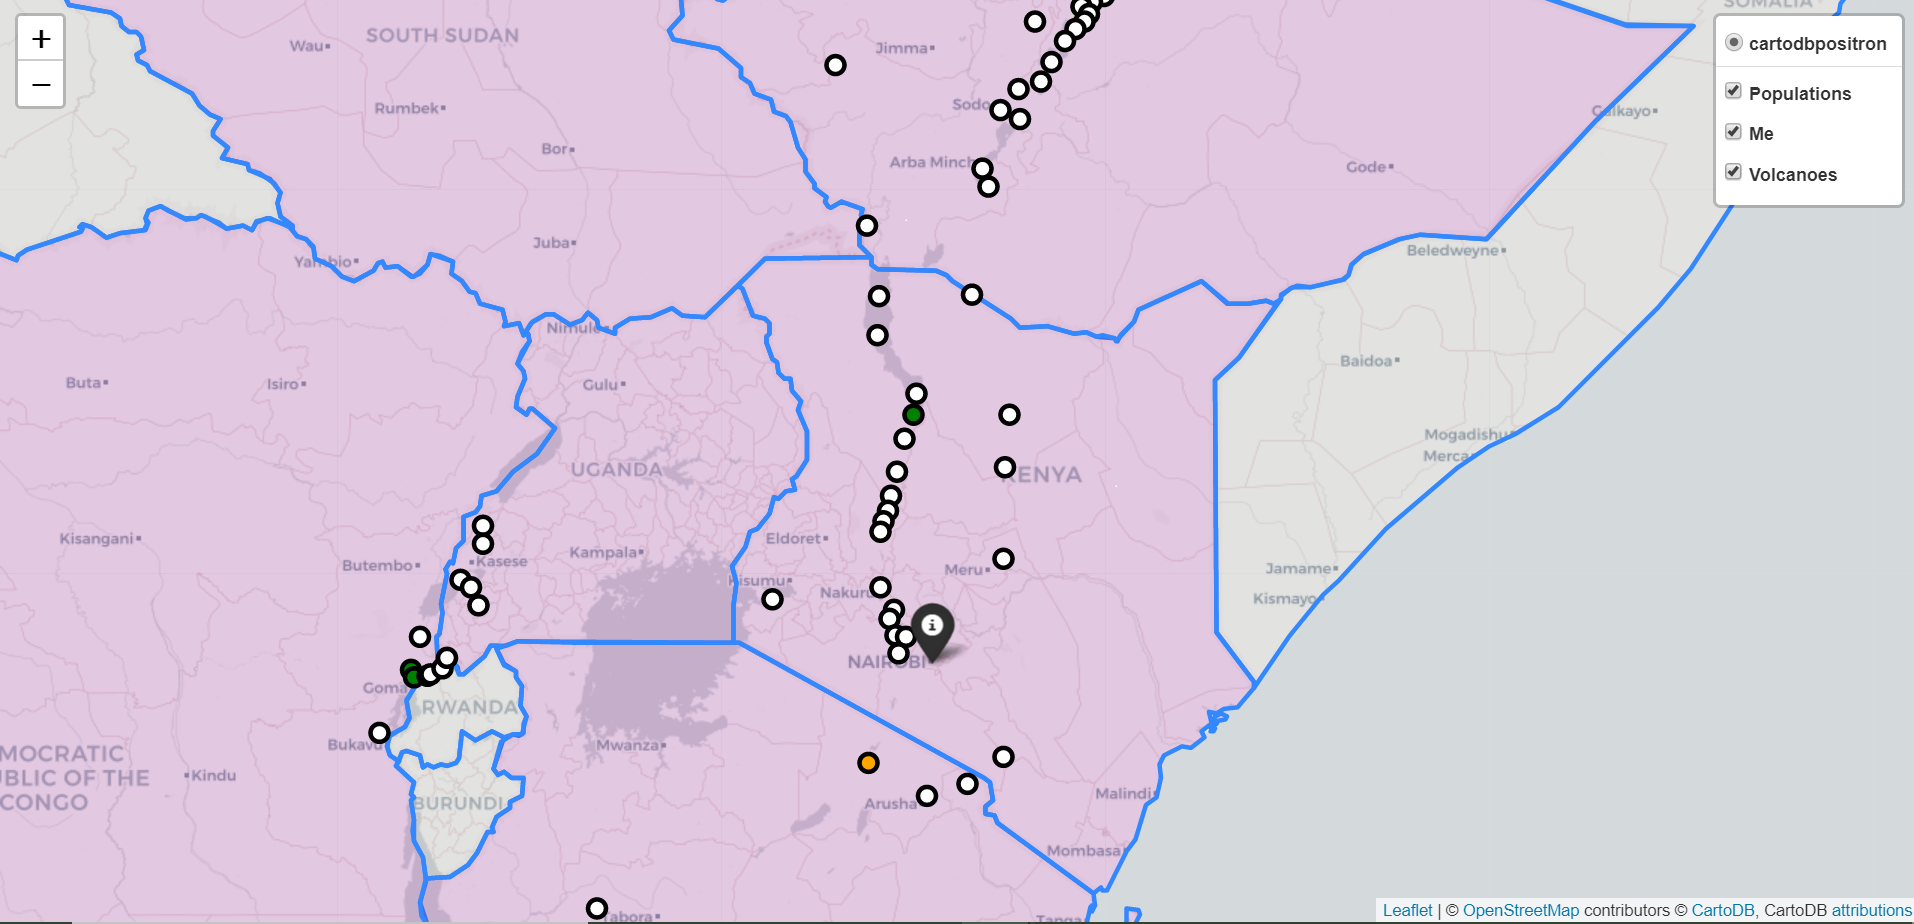 +
−
SOMALIA
cartodbpositron
Populations
Me
Volcanoes
SOUTH SUDAN
Wau
Jimma
Rumbek
Sodo
Galkayo
Bor
Arba Minch
Gode
Juba
Beledweyne
Yambio
Nimule
Buta
Isiro
Gulu
Baidoa
Mogadishu
Merca
UGANDA
KENYA
Kisangani
Kampala
Eldoret
Butembo
Kasese
Meru
Jamame
Kisumu
Nakuru
Kismayo
i
NAIROBI
Goma
RWANDA
Bukavu
Mwanza
MOCRATIC
UBLIC OF THE
CONGO
Kindu
BURUNDI
Arusha
Malindi
Mombasa
Tabora
Tanga
Leaflet | © OpenStreetMap contributors © CartoDB, CartoDB attributions